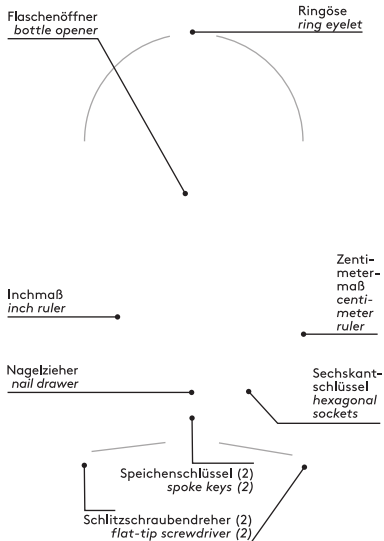 Flaschenöffner
bottle opener
Ringöse
ring eyelet
Zenti-
meter-
maß
centi-
meter
ruler
Inchmaß
inch ruler
Nagelzieher
nail drawer
Sechskant-
schlüssel
hexagonal
sockets
Speichenschlüssel (2)
spoke keys (2)
Schlitzschraubendreher (2)
flat-tip screwdriver (2)